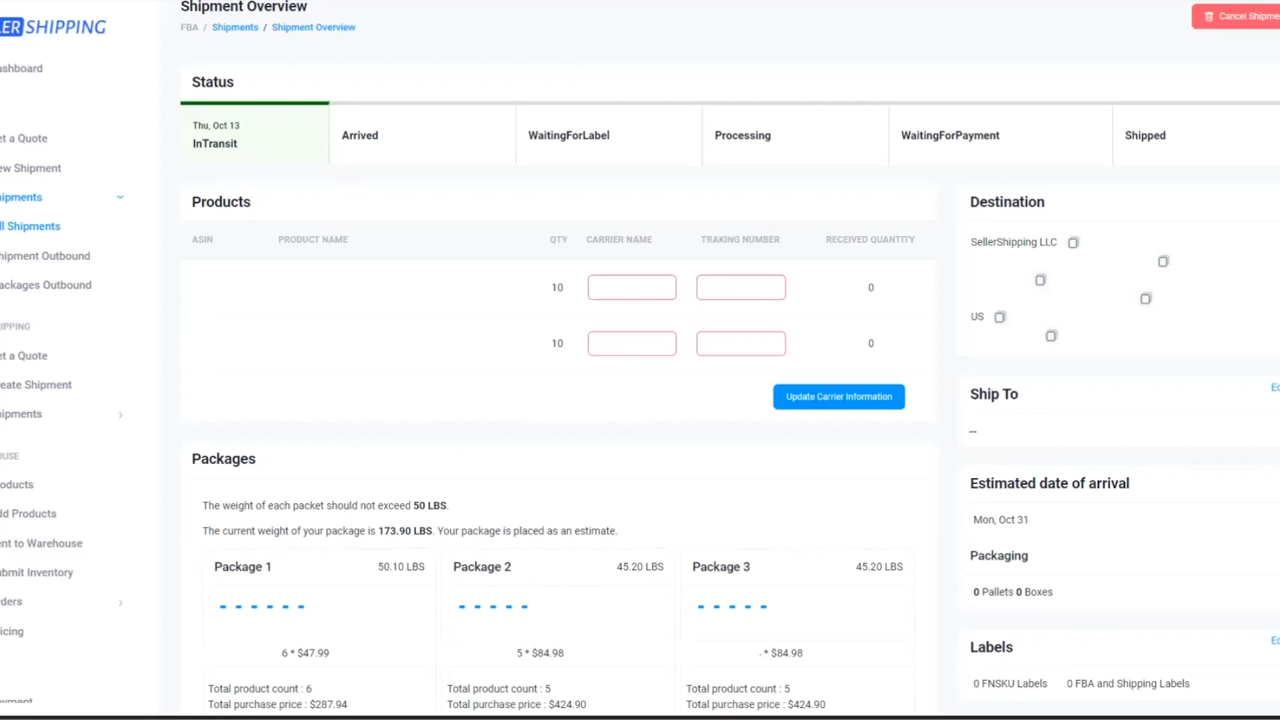 Shipment Overview
FBA / Shipments / Shipment Overview
Cancel Shipme
ER SHIPPING
ashboard
et a Quote
ew Shipment
ipments
ll Shipments
hipment Outbound
ackages Outbound
IPPING
et a Quote
eate Shipment
ipments
OUSE
oducts
dd Products
nt to Warehouse
ubmit Inventory
rders
icing
Status
Thu, Oct 13
InTransit
Arrived
WaitingForLabel
Processing
WaitingForPayment
Shipped
Products
ASIN PRODUCT NAME QTY CARRIER NAME TRAKING NUMBER RECEIVED QUANTITY
10 0
10 0
Update Carrier Information
Packages
The weight of each packet should not exceed 50 LBS.
The current weight of your package is 173.90 LBS. Your package is placed as an estimate.
Package 1 50.10 LBS
6 * $47.99
Total product count : 6
Total purchase price : $287.94
Package 2 45.20 LBS
5 * $84.98
Total product count : 5
Total purchase price : $424.90
Package 3 45.20 LBS
* $84.98
Total product count : 5
Total purchase price : $424.90
Destination
SellerShipping LLC
US
Ship To
...
Estimated date of arrival
Mon, Oct 31
Packaging
0 Pallets 0 Boxes
Labels
0 FNSKU Labels 0 FBA and Shipping Labels